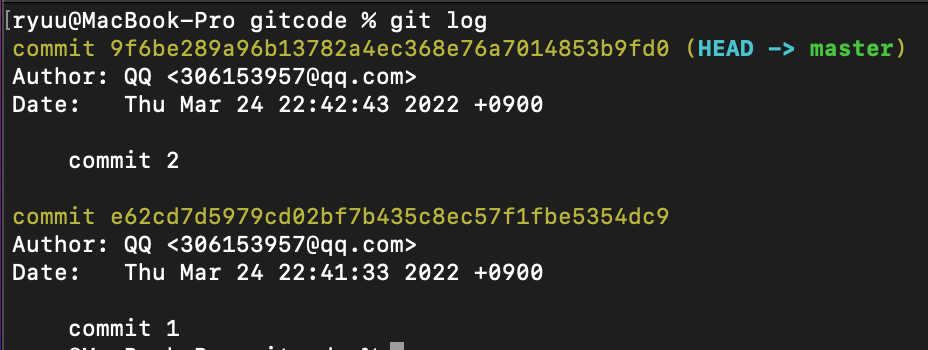 [ryuu@MacBook-Pro gitcode % git log
commit 9f6be289a96b13782a4ec368e76a7014853b9fd0 (HEAD -> master)
Author: QQ <306153957@qq.com>
Date:   Thu Mar 24 22:42:43 2022 +0900
commit 2
commit e62cd7d5979cd02bf7b435c8ec57f1fbe5354dc9
Author: QQ <306153957@qq.com>
Date:   Thu Mar 24 22:41:33 2022 +0900
commit 1